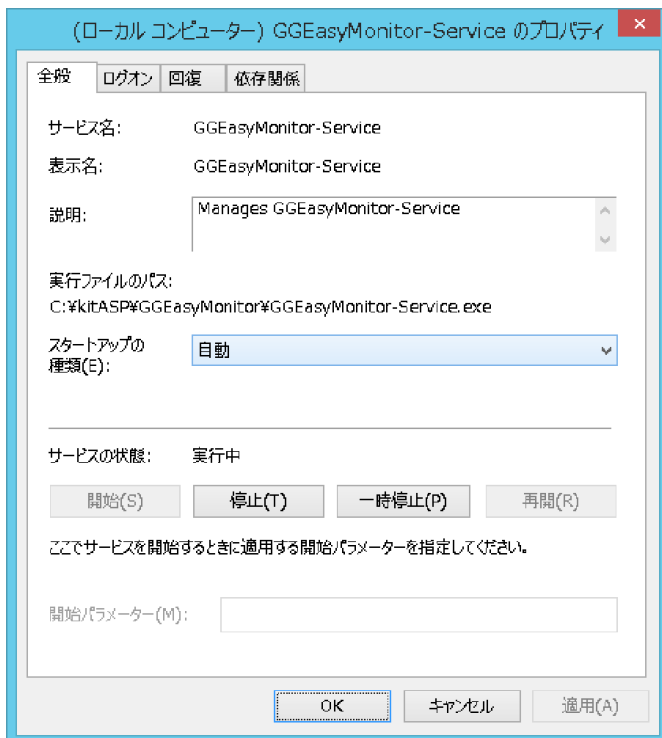 (ローカル コンピューター) GGEasyMonitor-Service のプロパティ
全般 ログオン 回復 依存関係
サービス名: GGEasyMonitor-Service
表示名: GGEasyMonitor-Service
説明: Manages GGEasyMonitor-Service
実行ファイルのパス:
C:¥kitASP¥GGEasyMonitor¥GGEasyMonitor-Service.exe
スタートアップの
種類(E): 自動
サービスの状態: 実行中
開始(S) 停止(T) 一時停止(P) 再開(R)
ここでサービスを開始するときに適用する開始パラメーターを指定してください。
開始パラメーター(M):
OK キャンセル 適用(A)